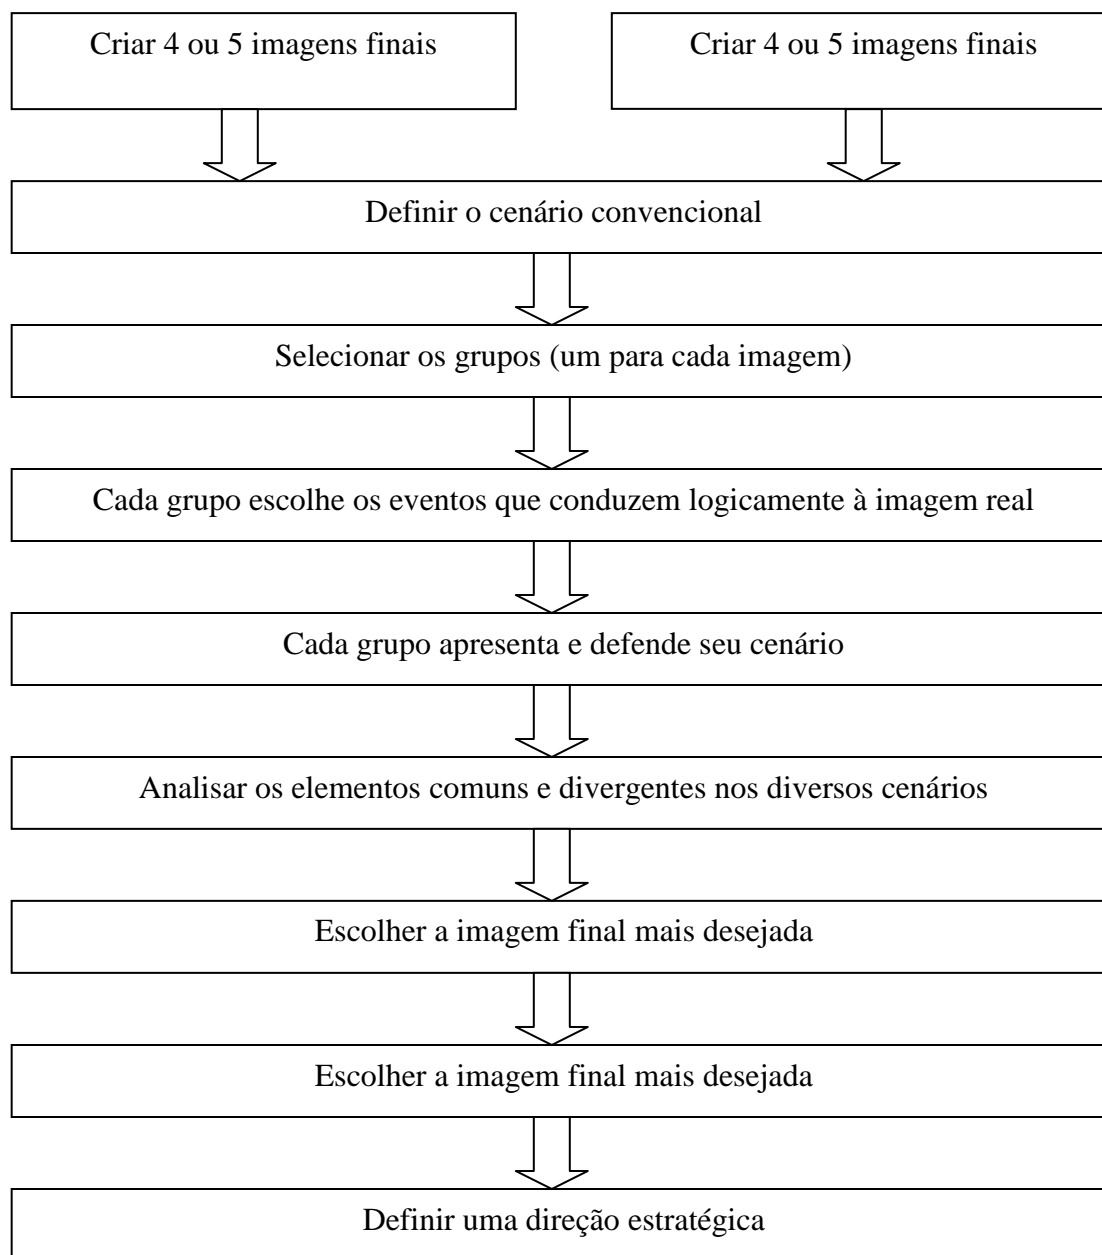 Criar 4 ou 5 imagens finais
Criar 4 ou 5 imagens finais
Definir o cenário convencional
Selecionar os grupos (um para cada imagem)
Cada grupo escolhe os eventos que conduzem logicamente à imagem real
Cada grupo apresenta e defende seu cenário
Analisar os elementos comuns e divergentes nos diversos cenários
Escolher a imagem final mais desejada
Escolher a imagem final mais desejada
Definir uma direção estratégica